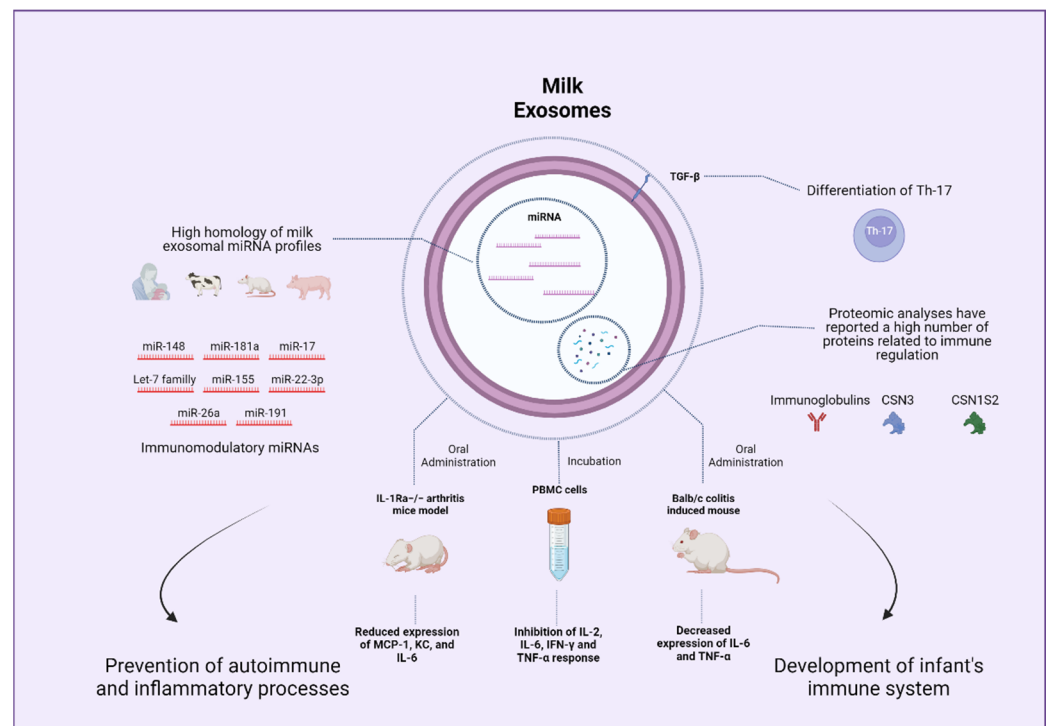 Milk
Exosomes
TGF-β
Differentiation of Th-17
Th-17
miRNA
High homology of milk
exosomal miRNA profiles
Proteomic analyses have
reported a high number of
proteins related to immune
regulation
miR-148
miR-181a
miR-17
Let-7 familly
miR-155
miR-22-3p
miR-26a
miR-191
Immunomodulatory miRNAs
Immunoglobulins
CSN3
CSN1S2
Oral
Administration
Incubation
Oral
Administration
IL-1Ra−/− arthritis
mice model
PBMC cells
Balb/c colitis
induced mouse
Reduced expression
of MCP-1, KC, and
IL-6
Inhibition of IL-2,
IL-6, IFN-γ and
TNF-α response
Decreased
expression of IL-6
and TNF-α
Prevention of autoimmune
and inflammatory processes
Development of infant's
immune system